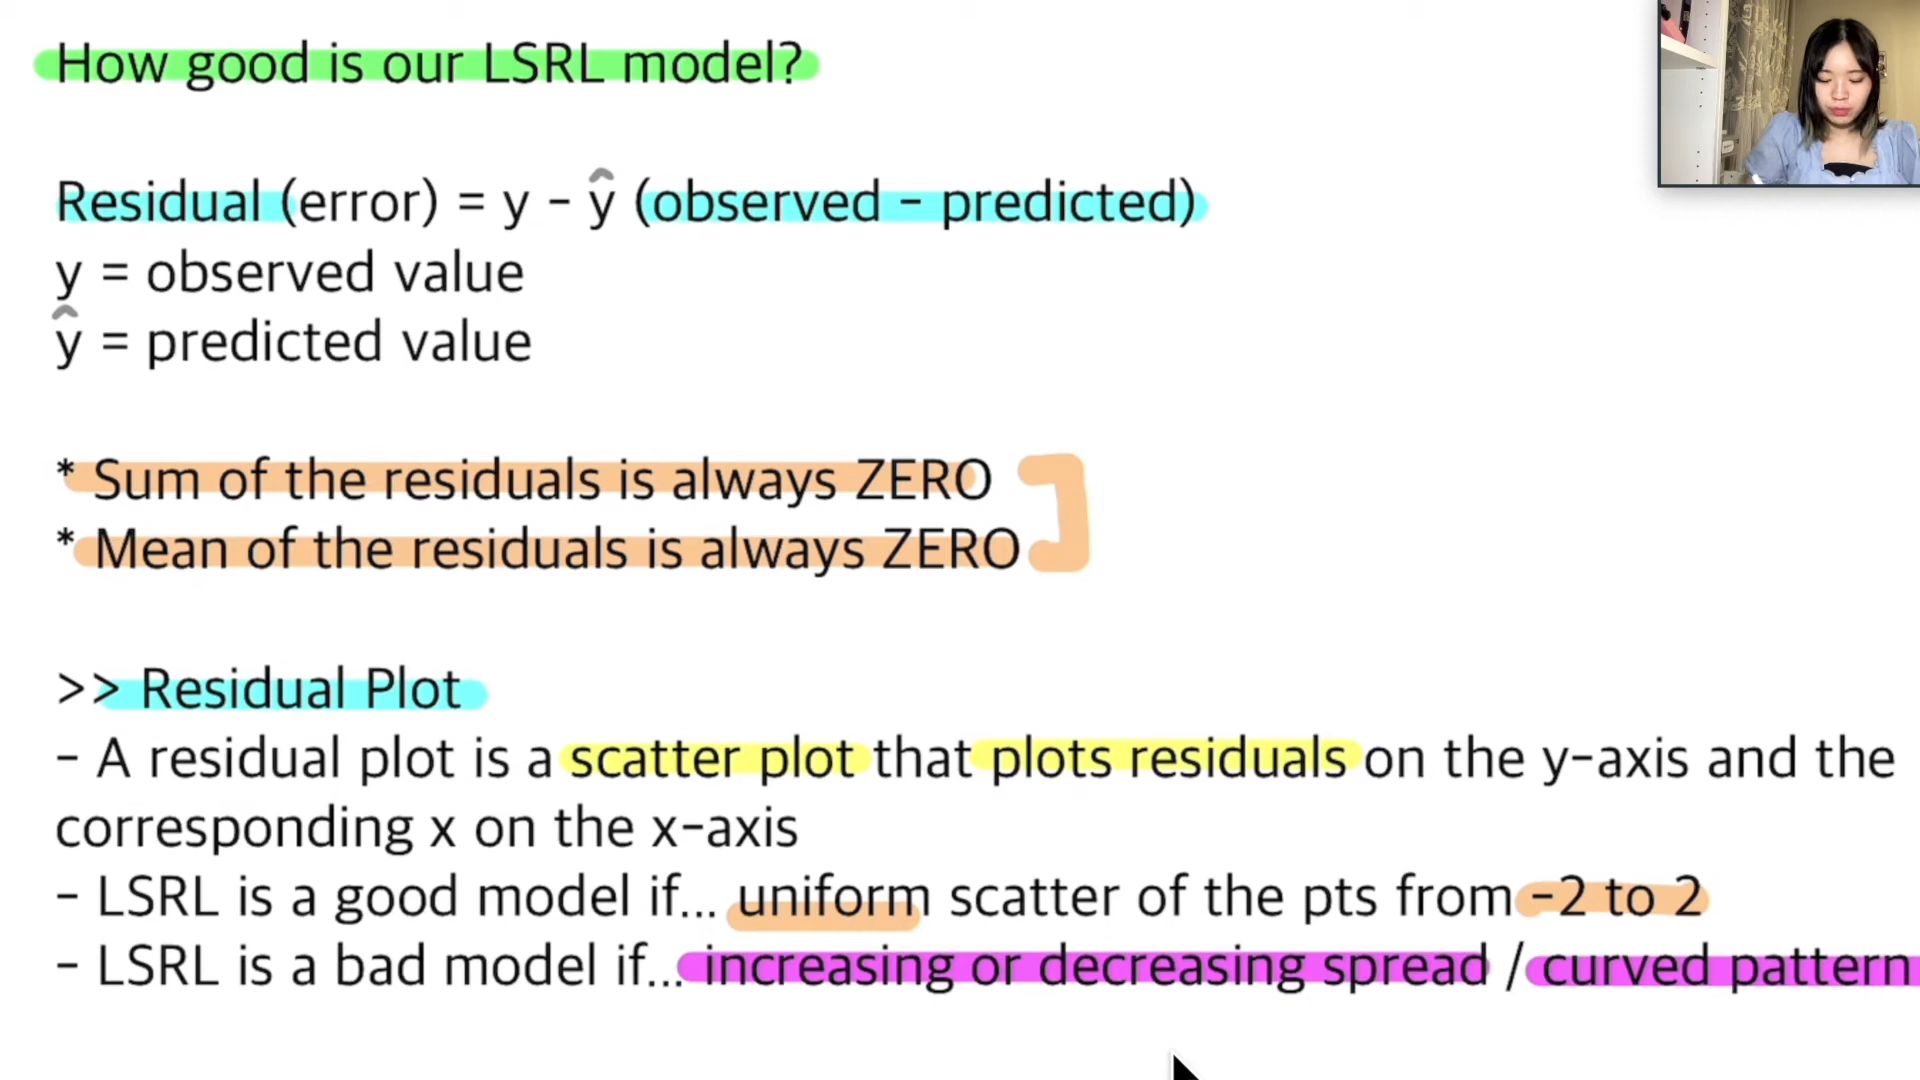 How good is our LSRL model?
Residual (error) = y - ŷ (observed - predicted)
y = observed value
ŷ = predicted value
* Sum of the residuals is always ZERO
* Mean of the residuals is always ZERO
>> Residual Plot
- A residual plot is a scatter plot that plots residuals on the y-axis and the
corresponding x on the x-axis
- LSRL is a good model if... uniform scatter of the pts from -2 to 2
- LSRL is a bad model if... increasing or decreasing spread / curved pattern